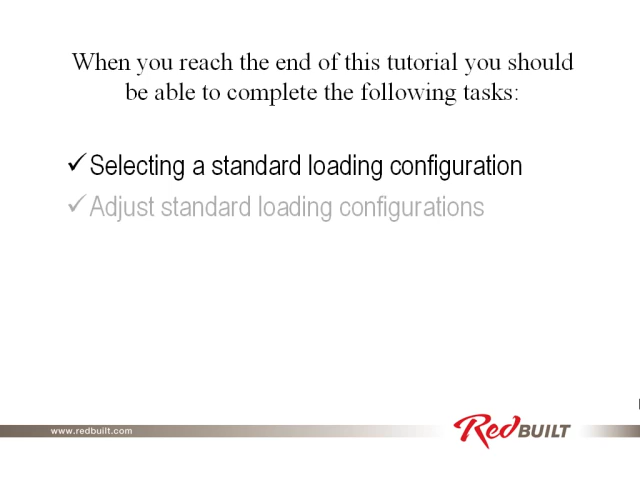 When you reach the end of this tutorial you should
be able to complete the following tasks:
✓Selecting a standard loading configuration
✓Adjust standard loading configurations
www.redbuilt.com
RedBUILT